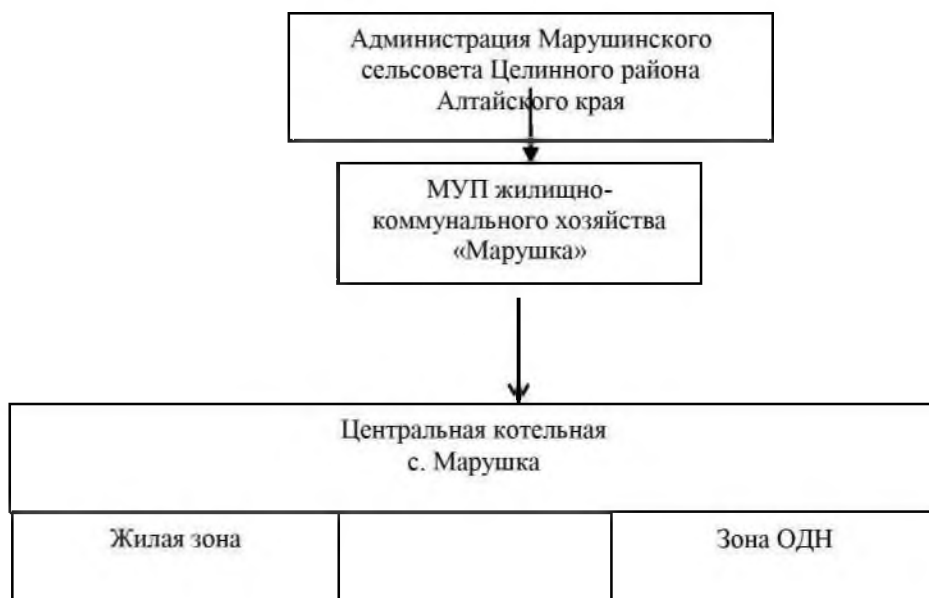 Администрация Марушинского
сельсовета Целинного района
Алтайского края
МУП жилищно-
коммунального хозяйства
«Марушка»
Центральная котельная
с. Марушка
Жилая зона
Зона ОДН